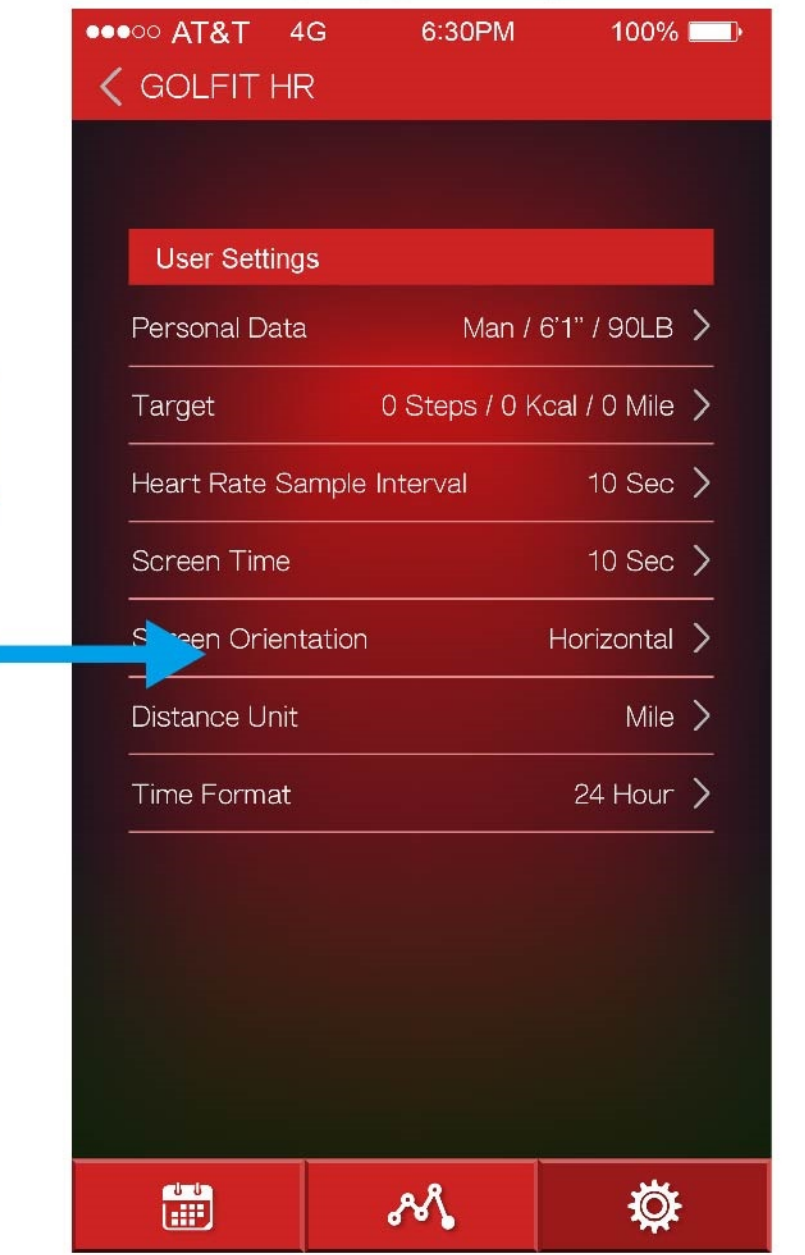 AT&T 4G 6:30PM 100%
GOLFIT HR
User Settings
Personal Data Man / 6'1” / 90LB
Target 0 Steps / 0 Kcal / 0 Mile
Heart Rate Sample Interval 10 Sec
Screen Time 10 Sec
Screen Orientation Horizontal
Distance Unit Mile
Time Format 24 Hour